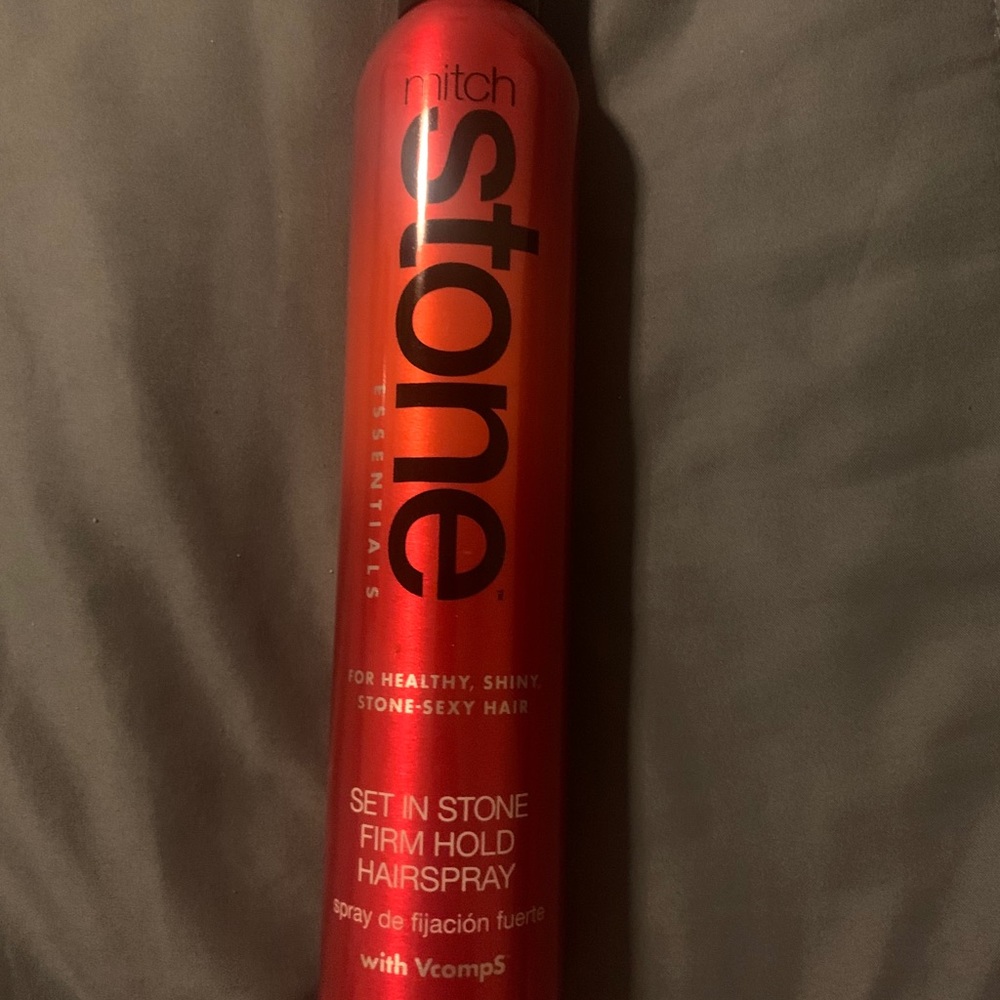 mitch
stone™
ESSENTIALS
FOR HEALTHY, SHINY,
STONE-SEXY HAIR
SET IN STONE
FIRM HOLD
HAIRSPRAY
spray de fijación fuerte
with VcompS